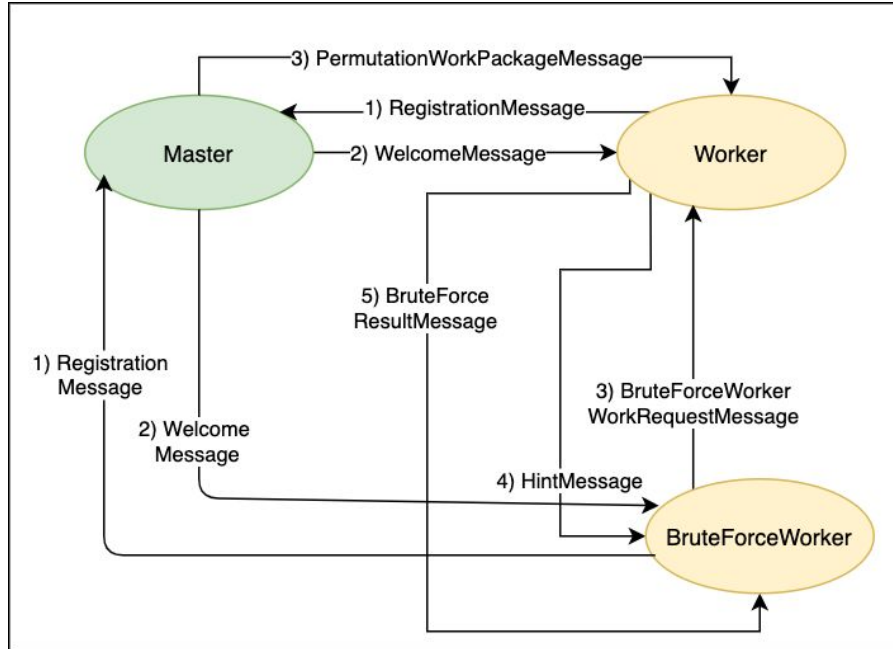 3) PermutationWorkPackageMessage
1) RegistrationMessage
Master
2) WelcomeMessage
Worker
5) BruteForce
ResultMessage
1) Registration
Message
3) BruteForceWorker
WorkRequestMessage
2) Welcome
Message
4) HintMessage
BruteForceWorker